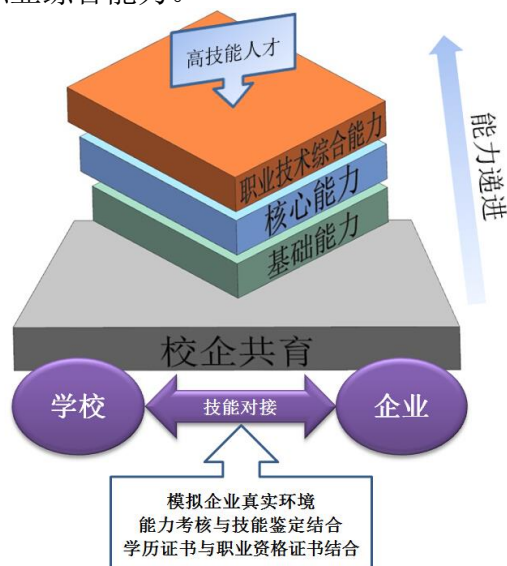 高技能人才
职业技术综合能力
核心能力
基础能力
能力递进
校企共育
学校
技能对接
企业
模拟企业真实环境
能力考核与技能鉴定结合
学历证书与职业资格证书结合